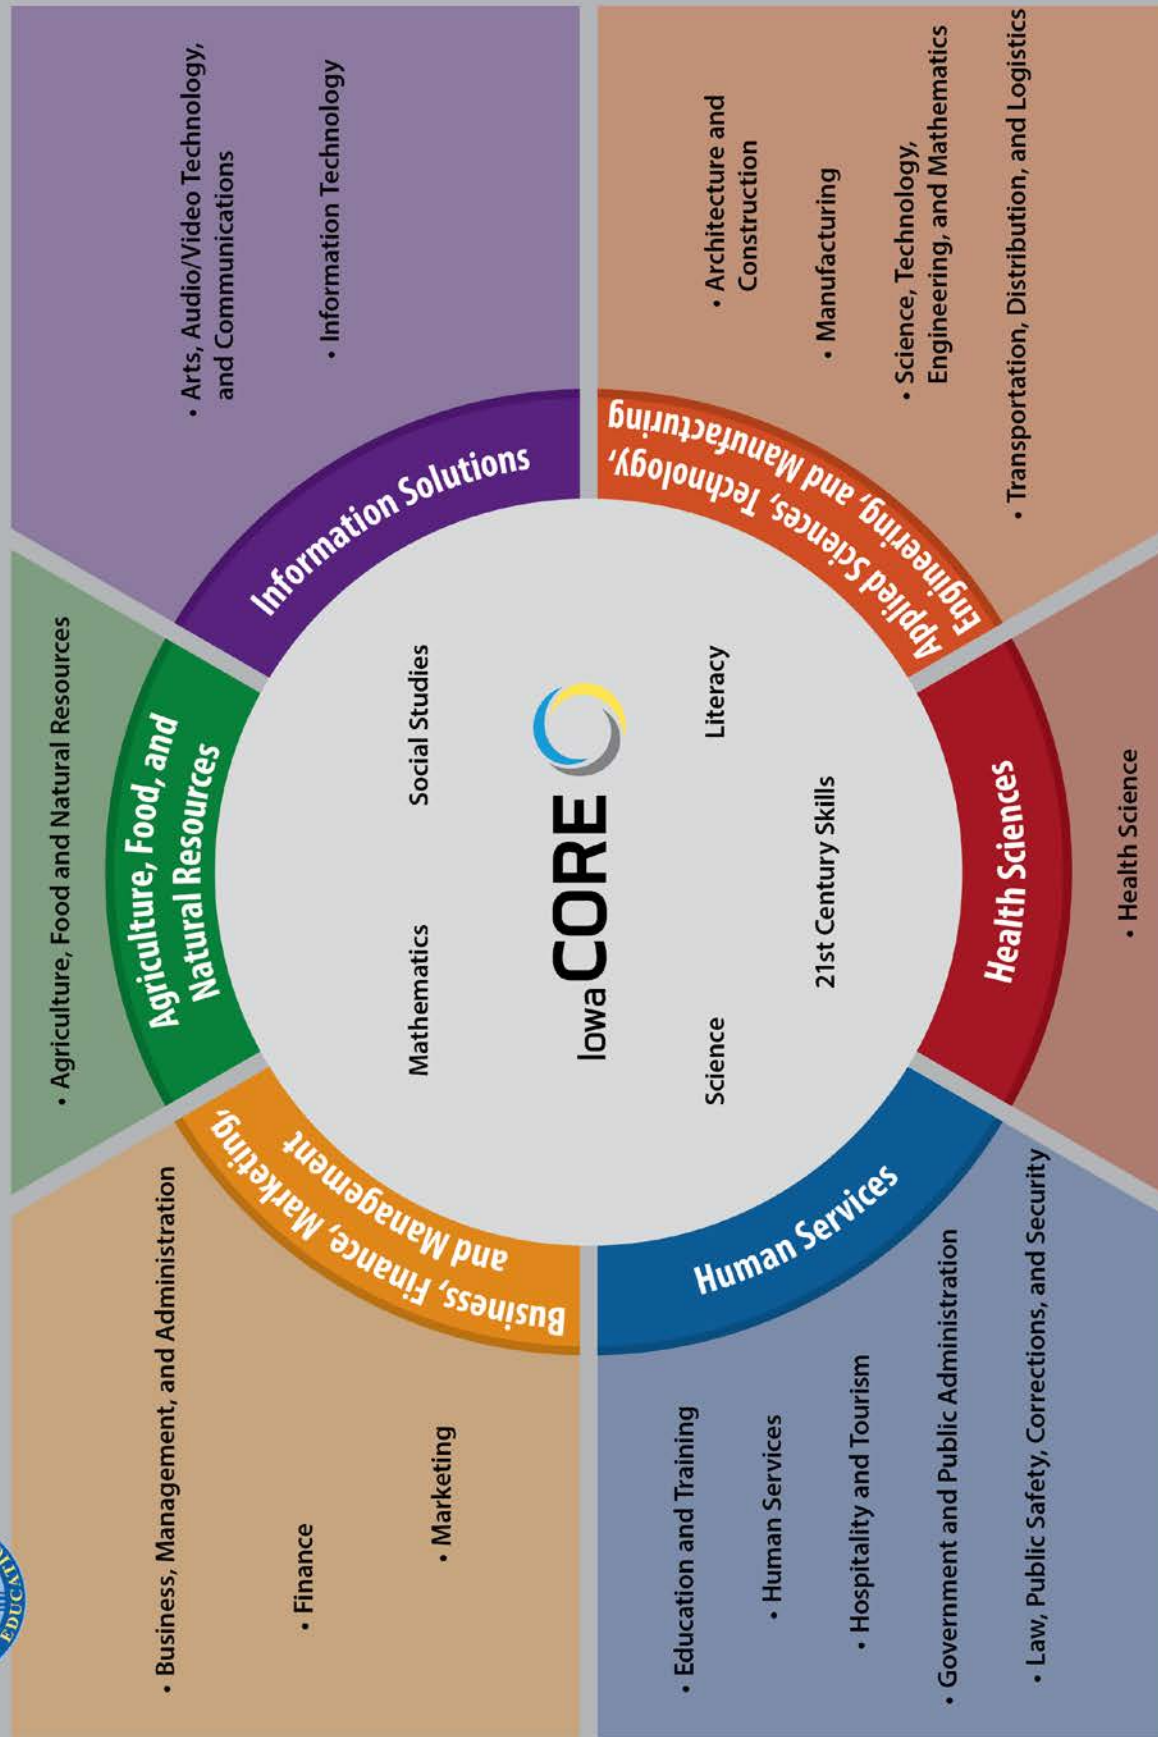 EDUCATI
• Agriculture, Food and Natural Resources
Agriculture, Food, and
Natural Resources
• Business, Management, and Administration
• Finance
• Marketing
Business, Finance, Marketing,
and Management
• Arts, Audio/Video Technology,
and Communications
• Information Technology
Information Solutions
Mathematics
Social Studies
Iowa CORE
Science
Literacy
21st Century Skills
• Education and Training
• Human Services
• Hospitality and Tourism
• Government and Public Administration
• Law, Public Safety, Corrections, and Security
Human Services
Applied Sciences, Technology,
Engineering, and Manufacturing
• Architecture and
Construction
• Manufacturing
• Science, Technology,
Engineering, and Mathematics
• Transportation, Distribution, and Logistics
Health Sciences
• Health Science